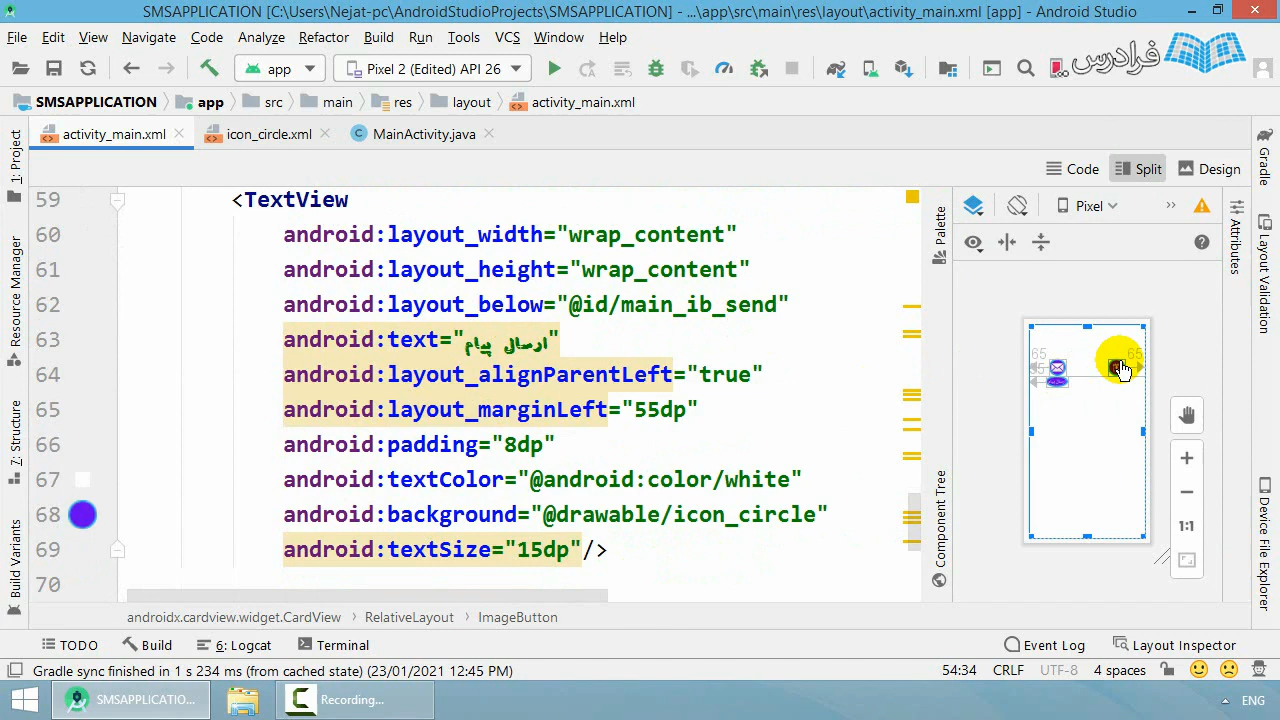 SMSAPPLICATION [C:\Users\Nejat-pc\AndroidStudioProjects\SMSAPPLICATION] - ...\app\src\main\res\layout\activity_main.xml [app] - Android Studio
File Edit View Navigate Code Analyze Refactor Build Run Tools VCS Window Help
app Pixel 2 (Edited) API 26
فرادرس
SMSAPPLICATION app src main res layout activity_main.xml
activity_main.xml icon_circle.xml MainActivity.java
Code Split Design
1: Project
Resource Manager
7: Structure
Build Variants
59 <TextView
60 android:layout_width="wrap_content"
61 android:layout_height="wrap_content"
62 android:layout_below="@id/main_ib_send"
63 android:text="ارسال پیام"
64 android:layout_alignParentLeft="true"
65 android:layout_marginLeft="55dp"
66 android:padding="8dp"
67 android:textColor="@android:color/white"
68 android:background="@drawable/icon_circle"
69 android:textSize="15dp"/>
70
Palette
Component Tree
Pixel
65 65
1:1
Attributes
Gradle
Layout Validation
Device File Explorer
androidx.cardview.widget.CardView RelativeLayout ImageButton
TODO Build 6: Logcat Terminal Event Log Layout Inspector
Gradle sync finished in 1 s 234 ms (from cached state) (23/01/2021 12:45 PM) 54:34 CRLF UTF-8 4 spaces
SMSAPPLICATIO... Recording... ENG